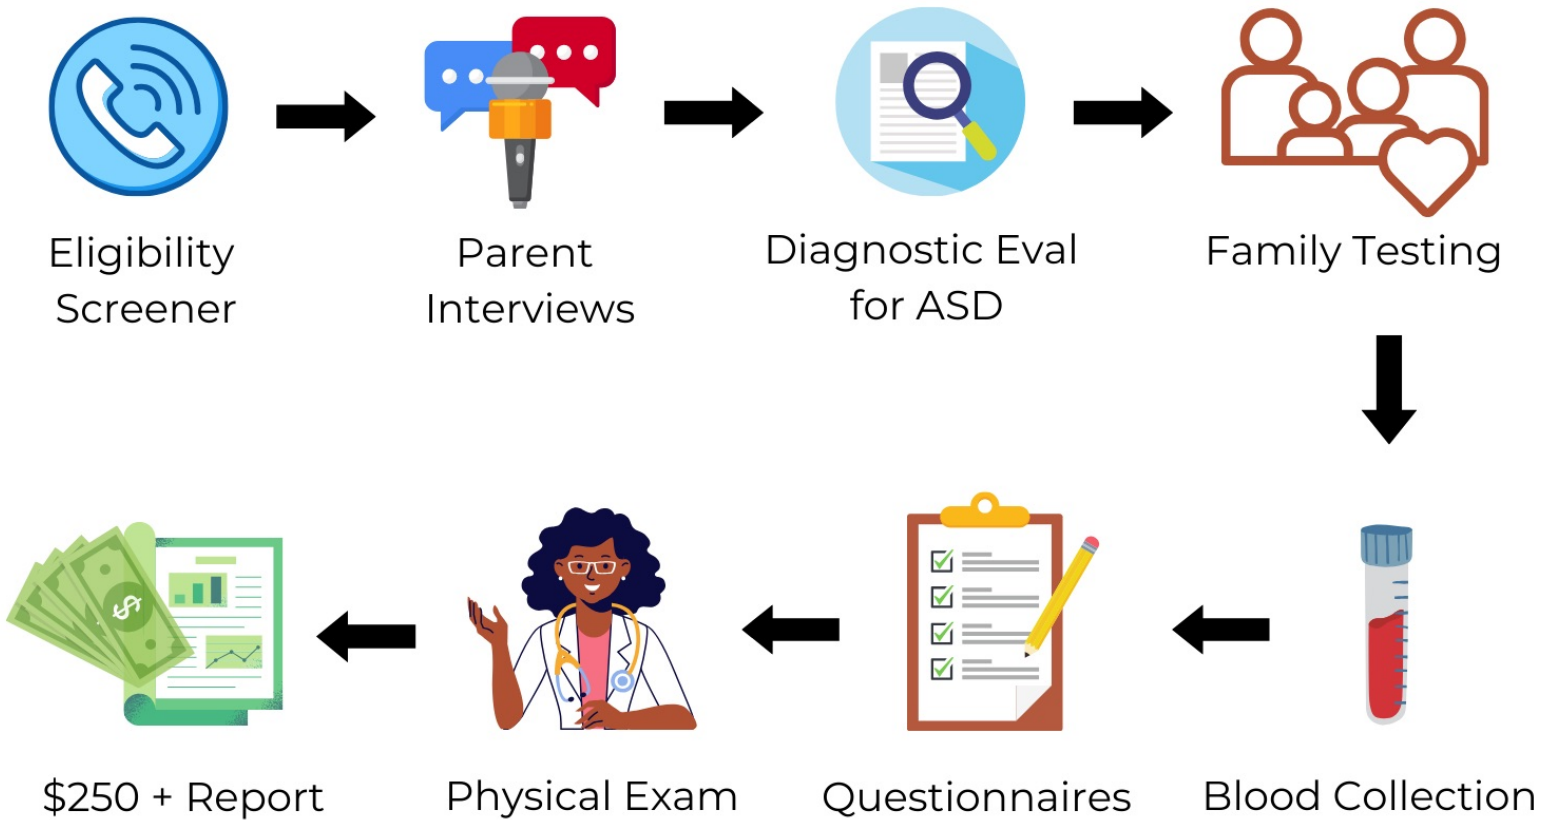 Eligibility
Screener
Parent
Interviews
Diagnostic Eval
for ASD
Family Testing
Blood Collection
Questionnaires
Physical Exam
$
$250 + Report